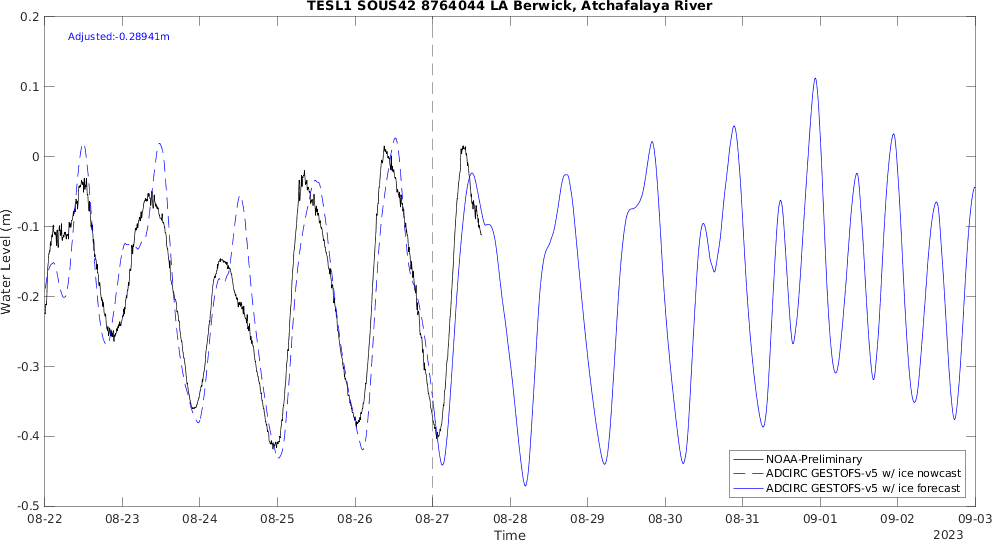 TESL1 SOUS42 8764044 LA Berwick, Atchafalaya River
Adjusted:-0.28941m
0.2
0.1
0
-0.1
-0.2
-0.3
-0.4
-0.5
Water Level (m)
NOAA-Preliminary
ADCIRC GESTOFS-v5 w/ ice nowcast
ADCIRC GESTOFS-v5 w/ ice forecast
08-22 08-23 08-24 08-25 08-26 08-27 08-28 08-29 08-30 08-31 09-01 09-02 09-03
Time
2023